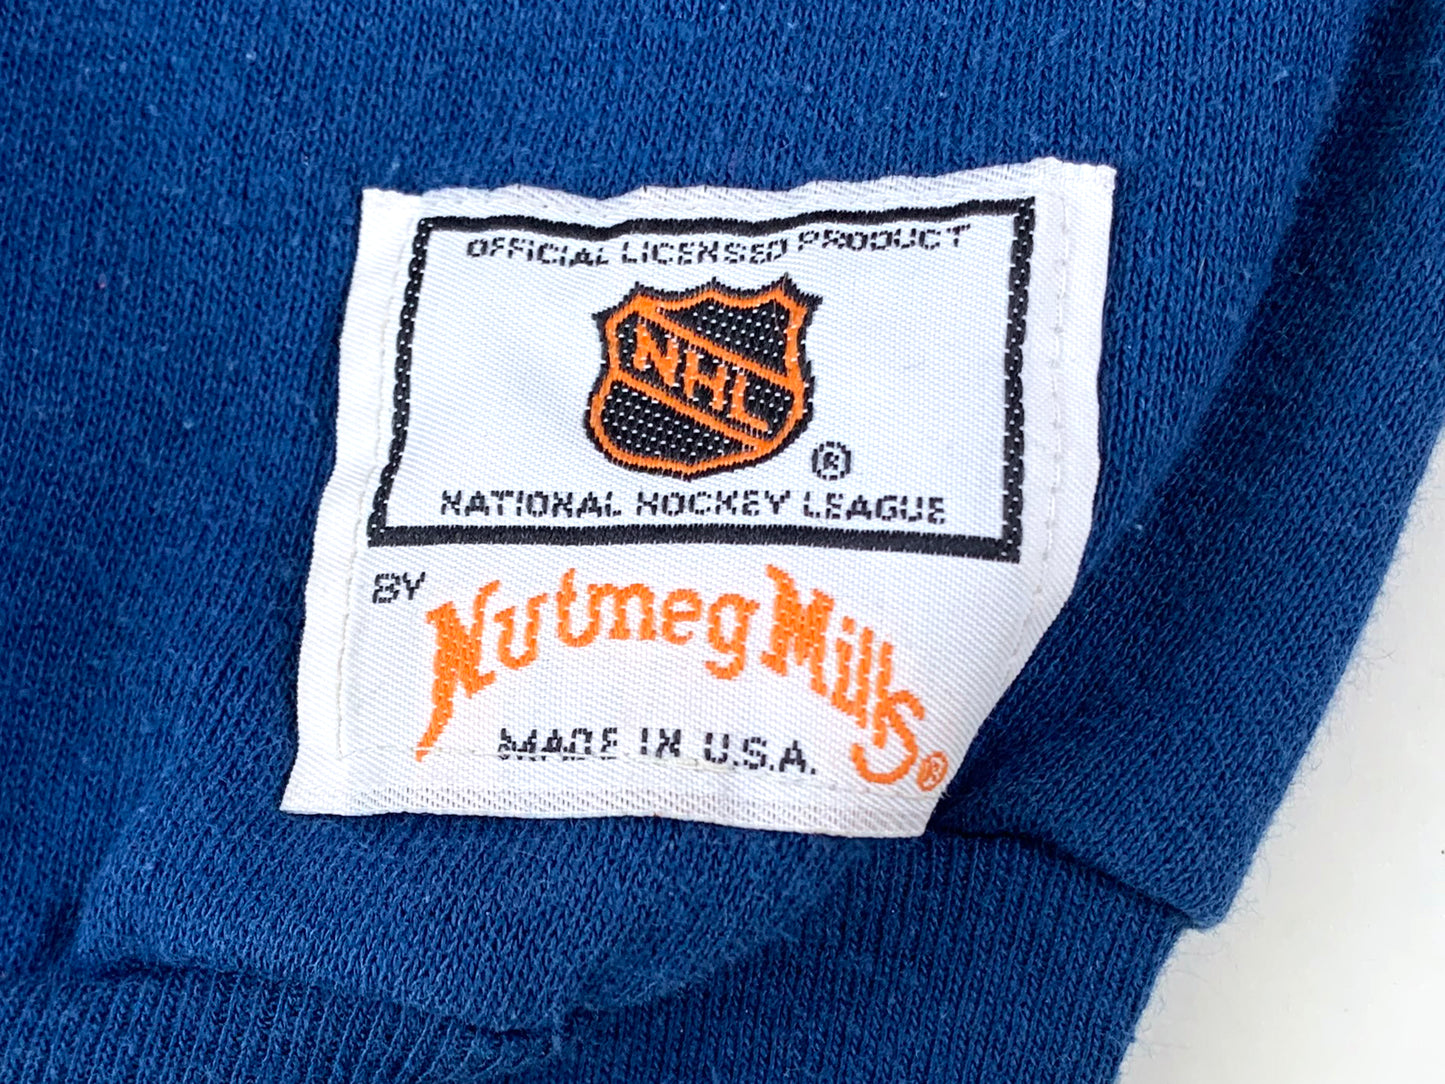 OFFICIAL LICENSED PRODUCT
NHL
®
NATIONAL HOCKEY LEAGUE
BY
Nutmeg Mills®
MADE IN U.S.A.